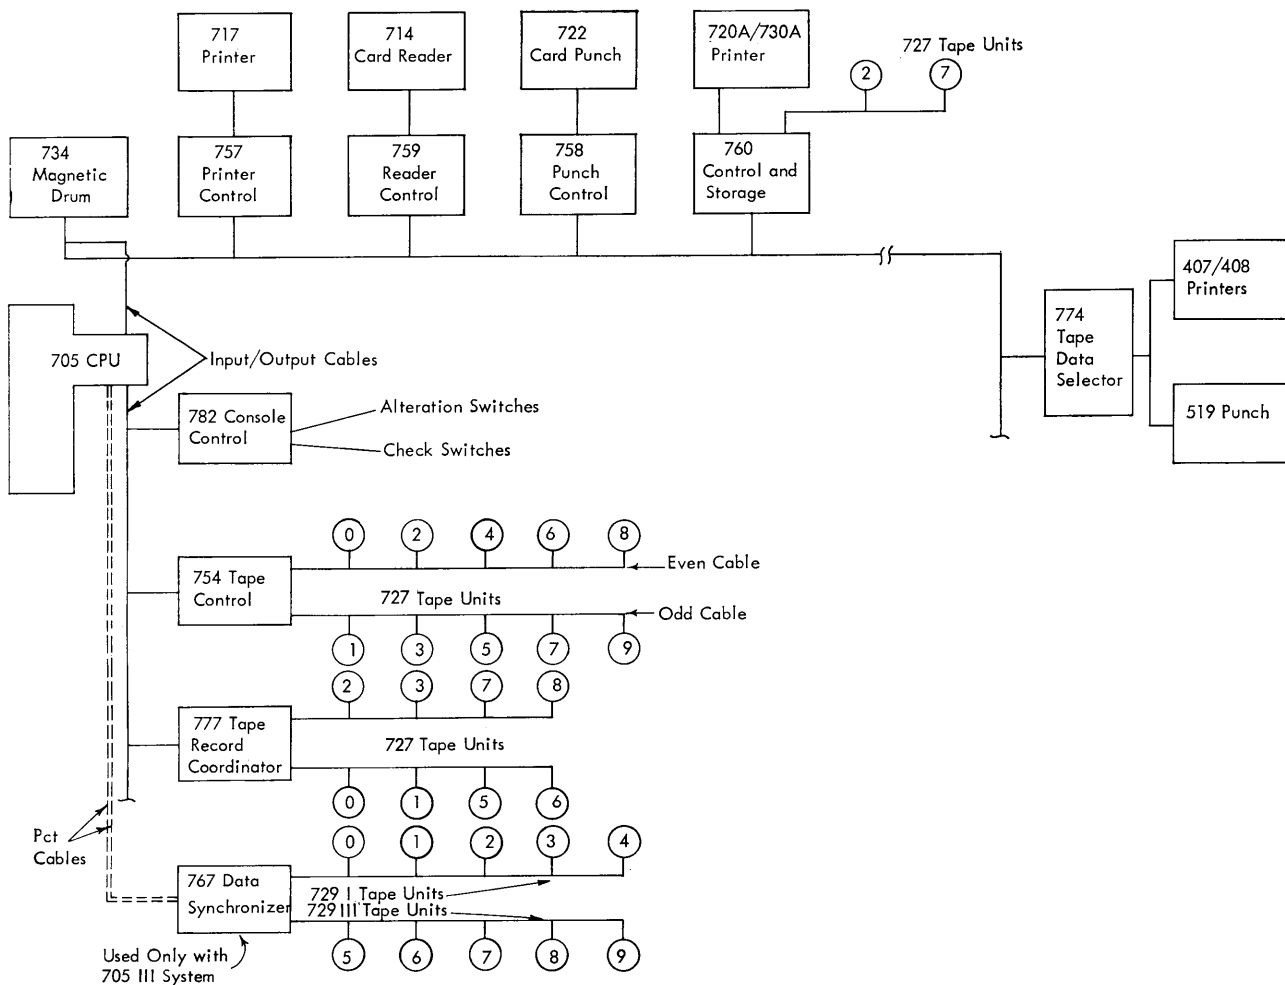 717
Printer
714
Card Reader
722
Card Punch
720A/730A
Printer
727 Tape Units
2
7
734
Magnetic
Drum
757
Printer
Control
759
Reader
Control
758
Punch
Control
760
Control and
Storage
407/408
Printers
774
Tape
Data
Selector
519 Punch
705 CPU
Input/Output Cables
782 Console
Control
Alteration Switches
Check Switches
0
2
4
6
8
Even Cable
754 Tape
Control
727 Tape Units
Odd Cable
1
3
5
7
9
2
3
7
8
777 Tape
Record
Coordinator
727 Tape Units
0
1
5
6
Pct
Cables
0
1
2
3
4
767 Data
Synchronizer
729 I Tape Units
729 III Tape Units
5
6
7
8
9
Used Only with
705 III System